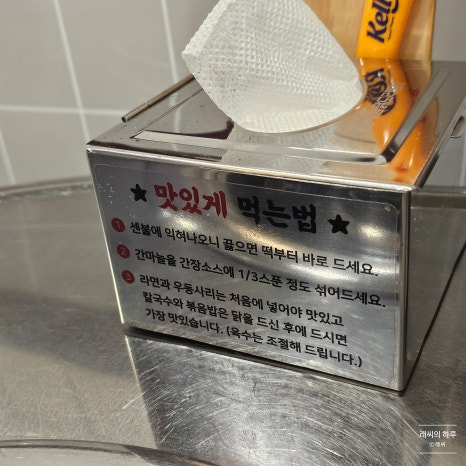 Kelly
★ 맛있게 먹는법 ★
1 센불에 익혀나오니 끓으면 떡부터 바로 드세요.
2 간마늘을 간장소스에 1/3스푼 정도 섞어드세요.
3 라면과 우동사리는 처음에 넣어야 맛있고
칼국수와 볶음밥은 닭을 드신 후에 드시면
가장 맛있습니다. (육수는 조절해 드립니다.)
래씨의 하루
©래씨